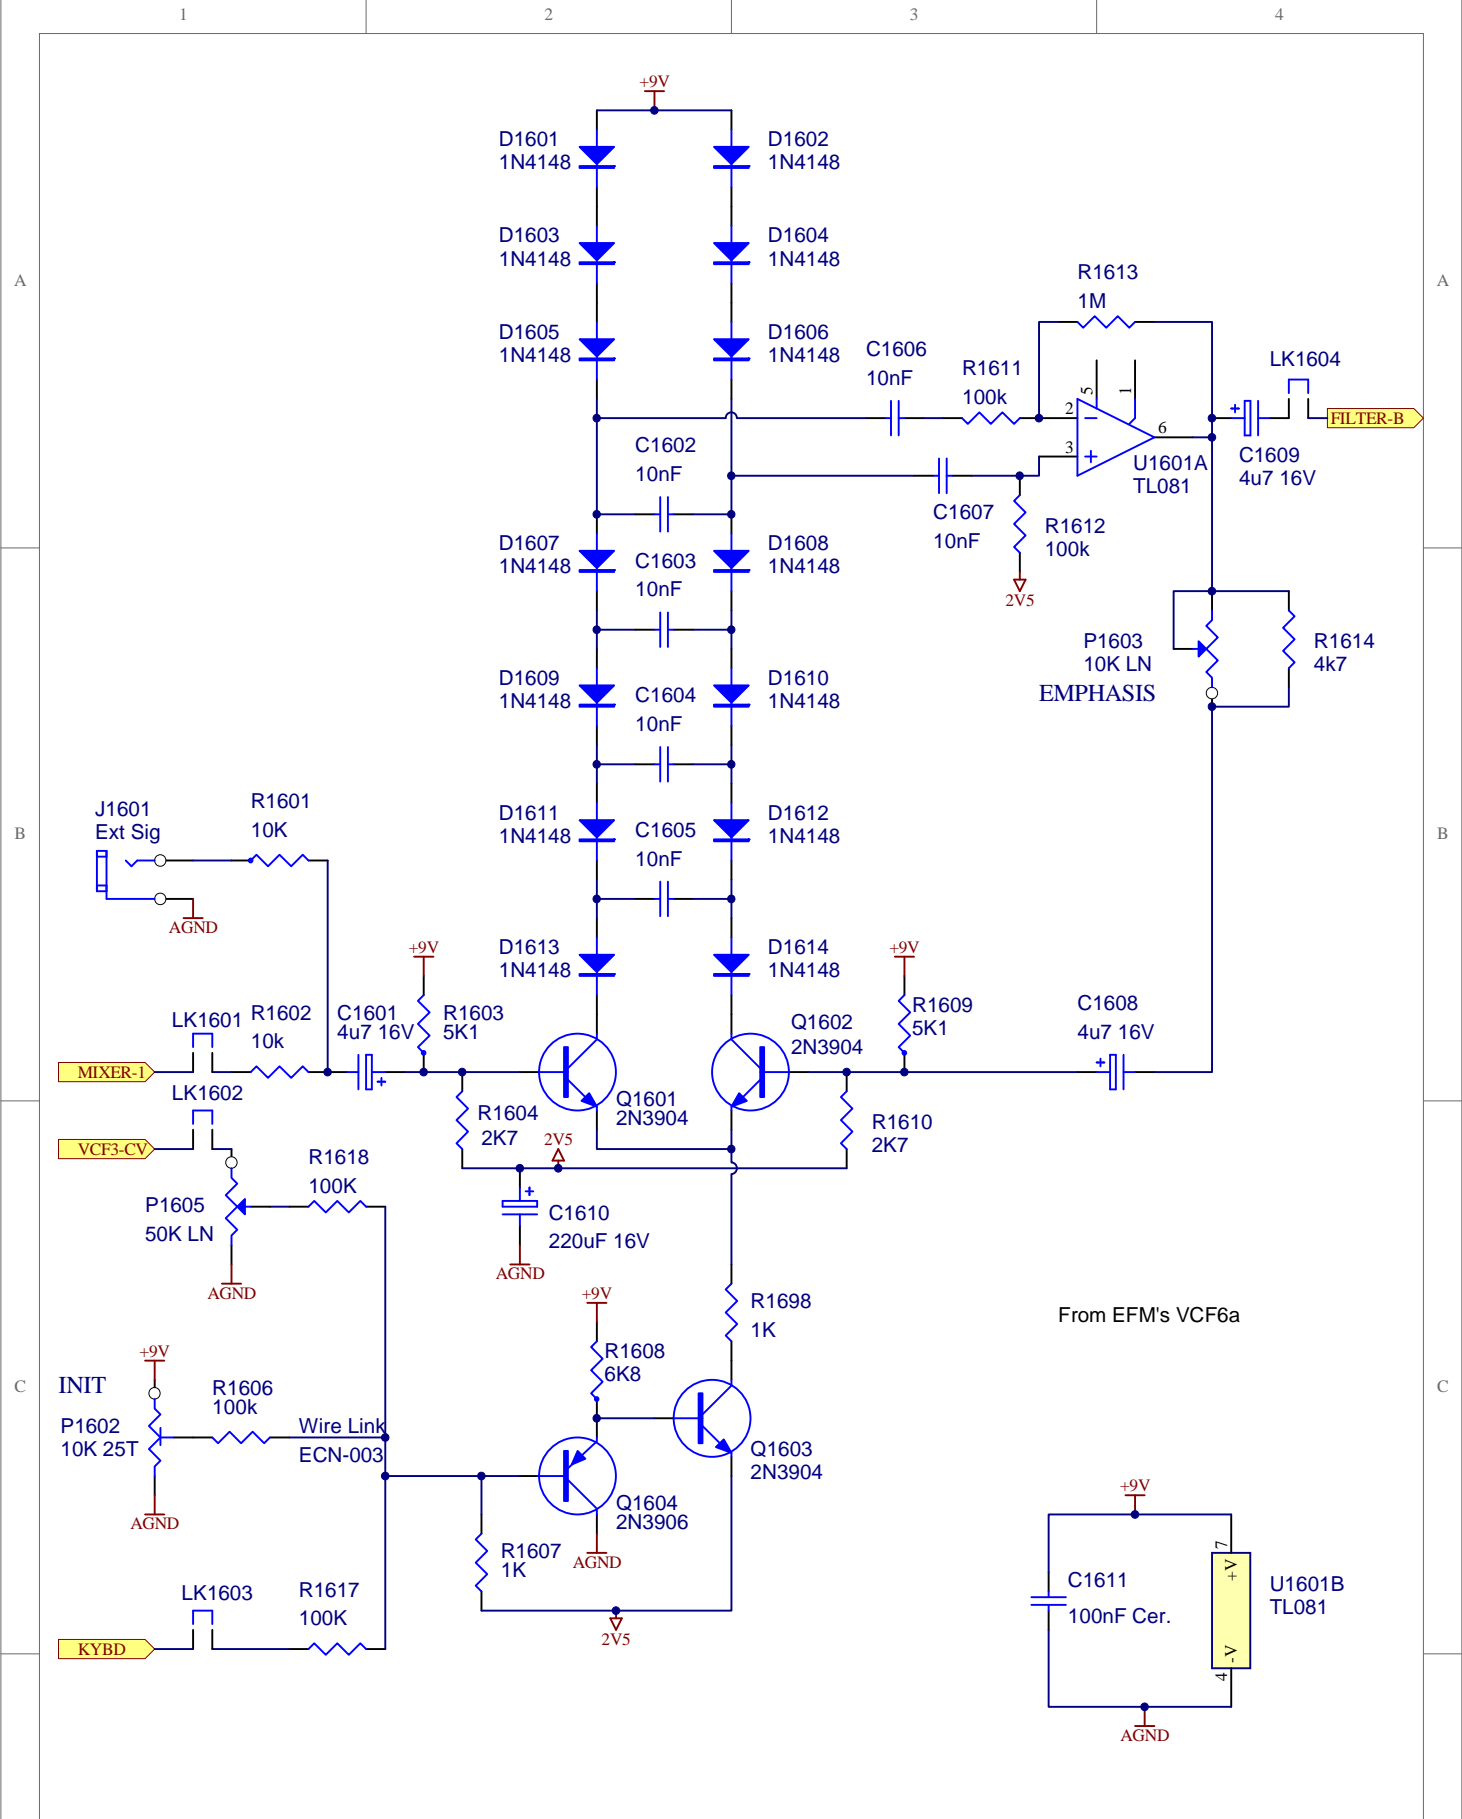 1 2 3 4
+9V
D1601
1N4148
D1602
1N4148
D1603
1N4148
D1604
1N4148
A
A
R1613
1M
D1605
1N4148
D1606
1N4148
C1606
10nF
R1611
100k
5
1
LK1604
2
3
6
FILTER-B
C1602
10nF
U1601A
TL081
C1609
4u7 16V
C1607
10nF
R1612
100k
2V5
D1607
1N4148
C1603
10nF
D1608
1N4148
P1603
10K LN
EMPHASIS
R1614
4k7
D1609
1N4148
C1604
10nF
D1610
1N4148
B
B
J1601
Ext Sig
R1601
10K
AGND
D1611
1N4148
C1605
10nF
D1612
1N4148
D1613
1N4148
D1614
1N4148
+9V
+9V
LK1601
R1602
10k
C1601
4u7 16V
R1603
5K1
Q1602
2N3904
R1609
5K1
C1608
4u7 16V
MIXER-1
LK1602
Q1601
2N3904
R1604
2K7
R1610
2K7
VCF3-CV
2V5
R1618
100K
P1605
50K LN
AGND
C1610
220uF 16V
AGND
+9V
R1698
1K
From EFM's VCF6a
+9V
R1608
6K8
C
C
INIT
P1602
10K 25T
R1606
100k
Wire Link
ECN-003
AGND
Q1603
2N3904
Q1604
2N3906
AGND
R1607
1K
2V5
LK1603
R1617
100K
KYBD
+9V
7
+V
C1611
100nF Cer.
U1601B
TL081
-V
4
AGND